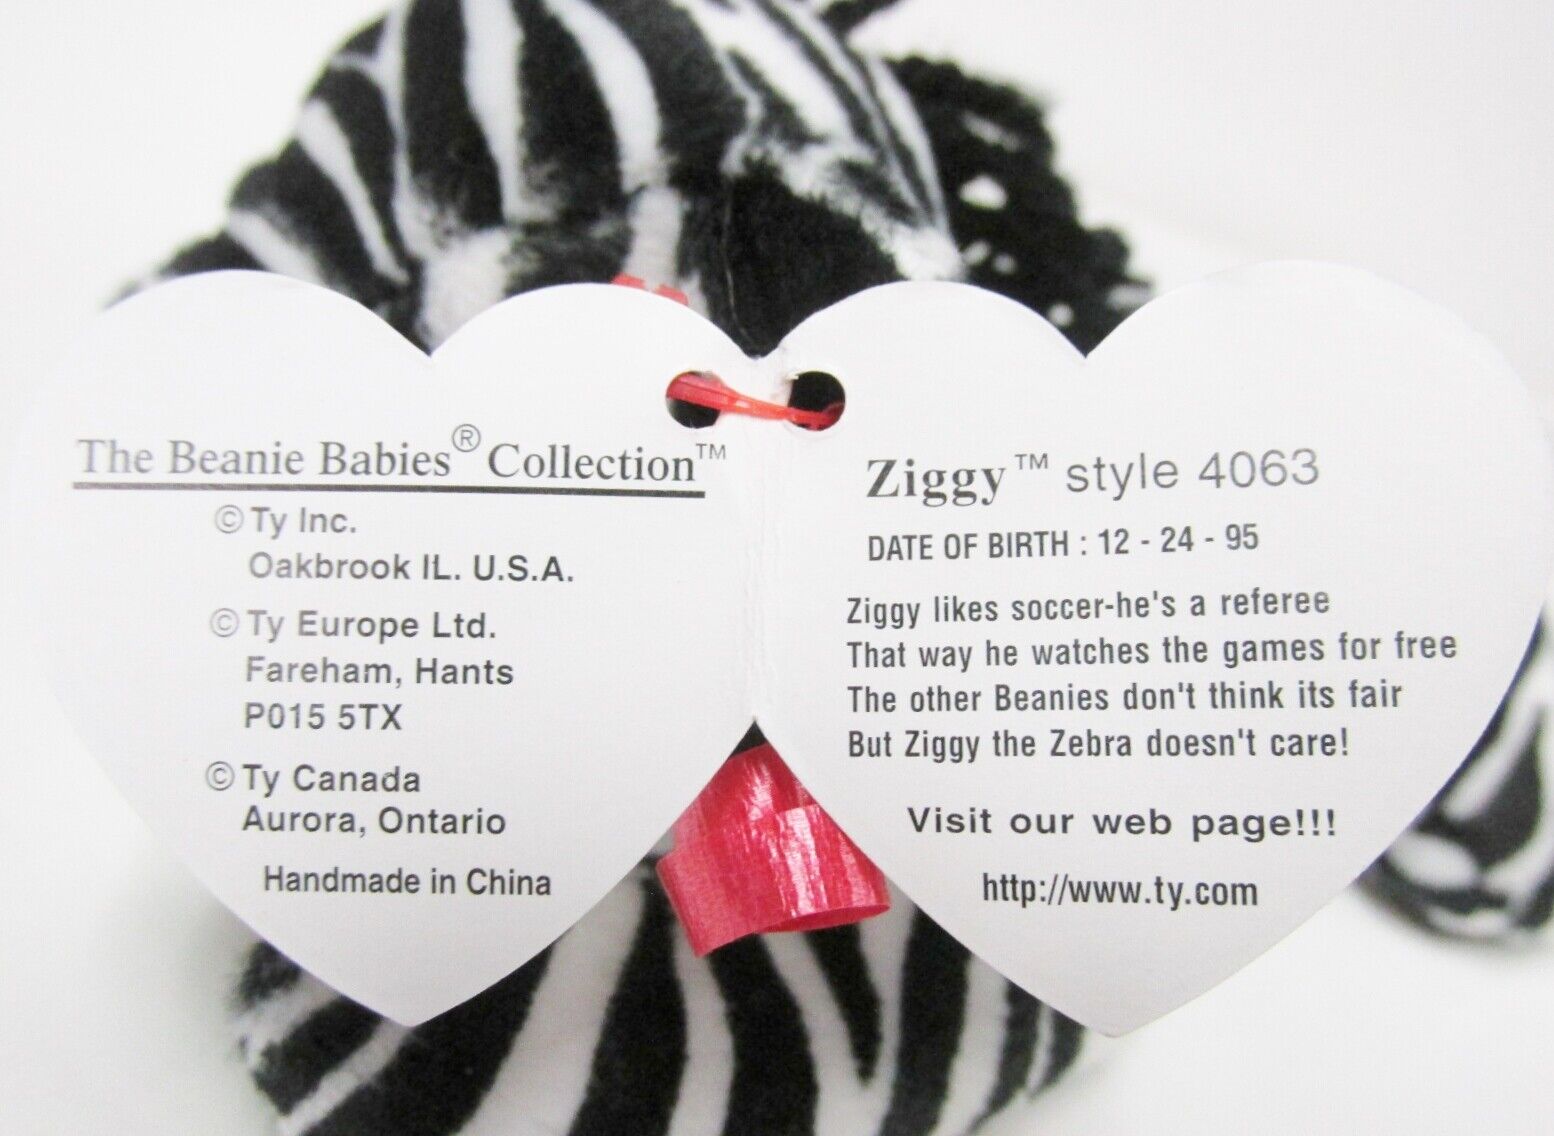 The Beanie Babies® Collection™
© Ty Inc.
Oakbrook IL. U.S.A.
© Ty Europe Ltd.
Fareham, Hants
P015 5TX
© Ty Canada
Aurora, Ontario
Handmade in China
Ziggy™ style 4063
DATE OF BIRTH : 12 - 24 - 95
Ziggy likes soccer-he's a referee
That way he watches the games for free
The other Beanies don't think its fair
But Ziggy the Zebra doesn't care!
Visit our web page!!!
http://www.ty.com